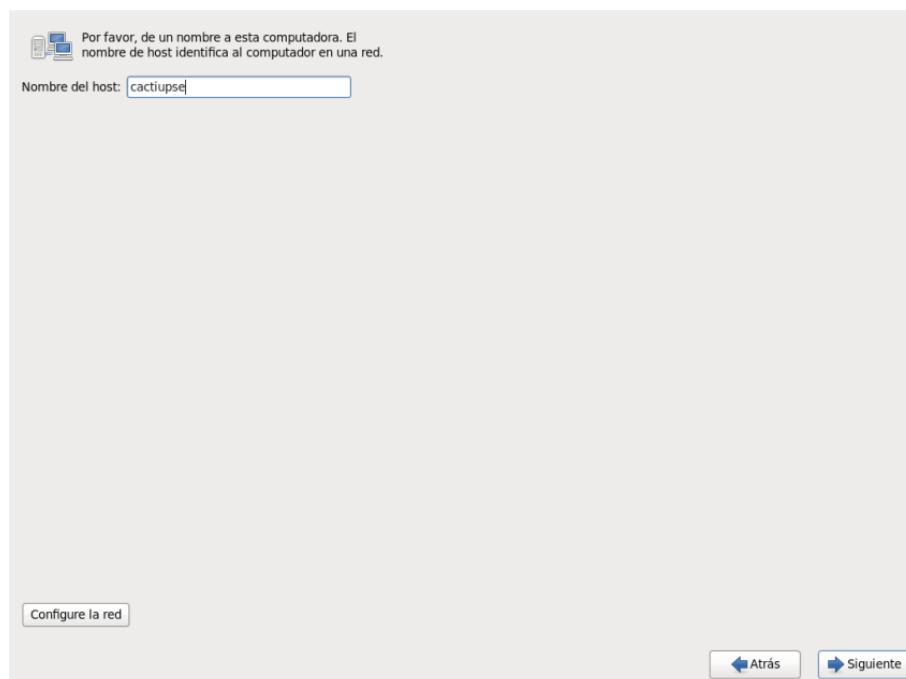 Por favor, de un nombre a esta computadora. El
nombre de host identifica al computador en una red.
Nombre del host: cactiupse
Configure la red
Atrás
Siguiente